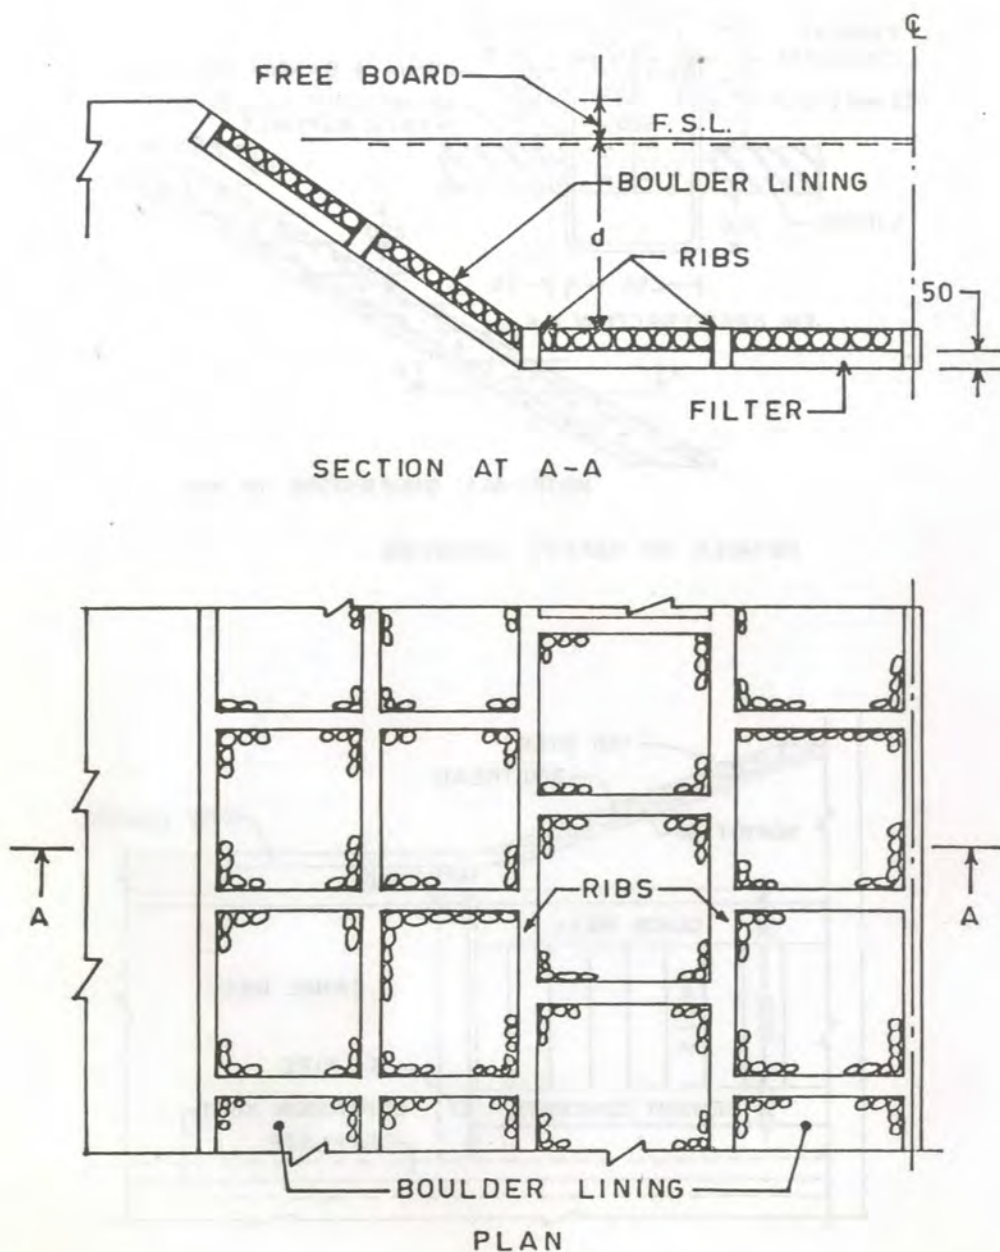 ℄
FREE BOARD
F.S.L.
BOULDER LINING
d
RIBS
50
FILTER
SECTION AT A-A
RIBS
A
A
BOULDER LINING
PLAN